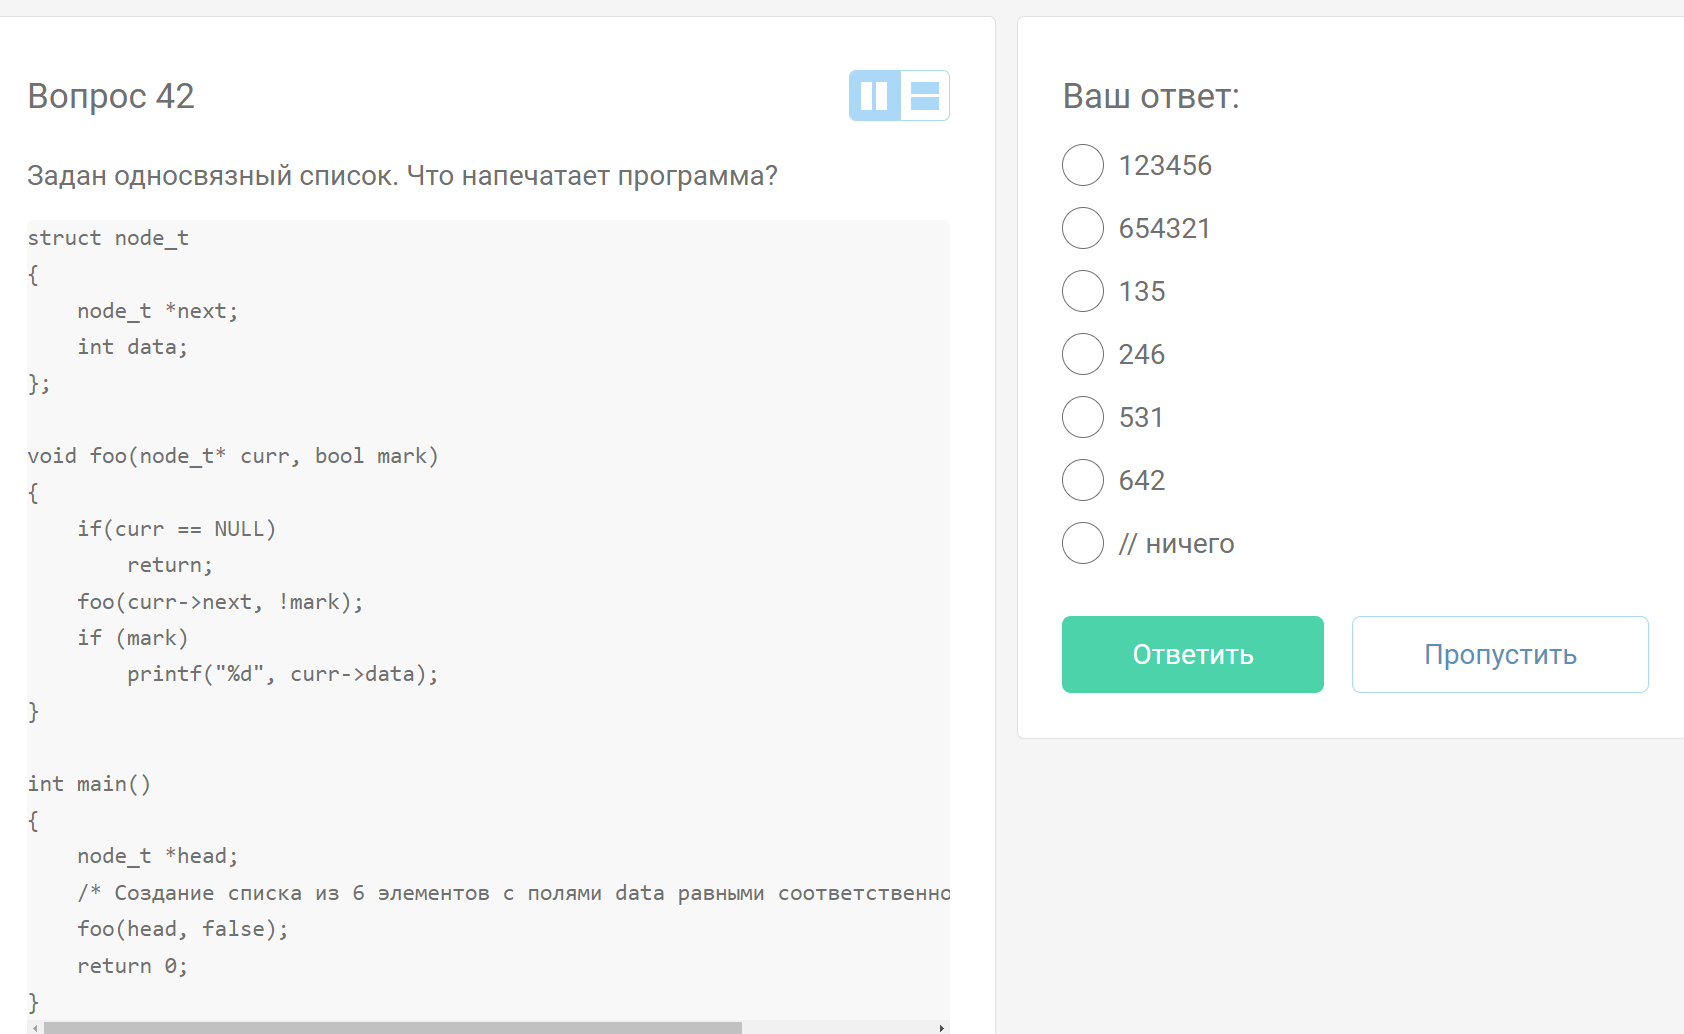 Вопрос 42
Задан односвязный список. Что напечатает программа?
struct node_t
{
    node_t *next;
    int data;
};
void foo(node_t* curr, bool mark)
{
    if(curr == NULL)
        return;
    foo(curr->next, !mark);
    if (mark)
        printf("%d", curr->data);
}
int main()
{
    node_t *head;
    /* Создание списка из 6 элементов с полями data равными соответственно
    foo(head, false);
    return 0;
}
Ваш ответ:
123456
654321
135
246
531
642
// ничего
Ответить
Пропустить